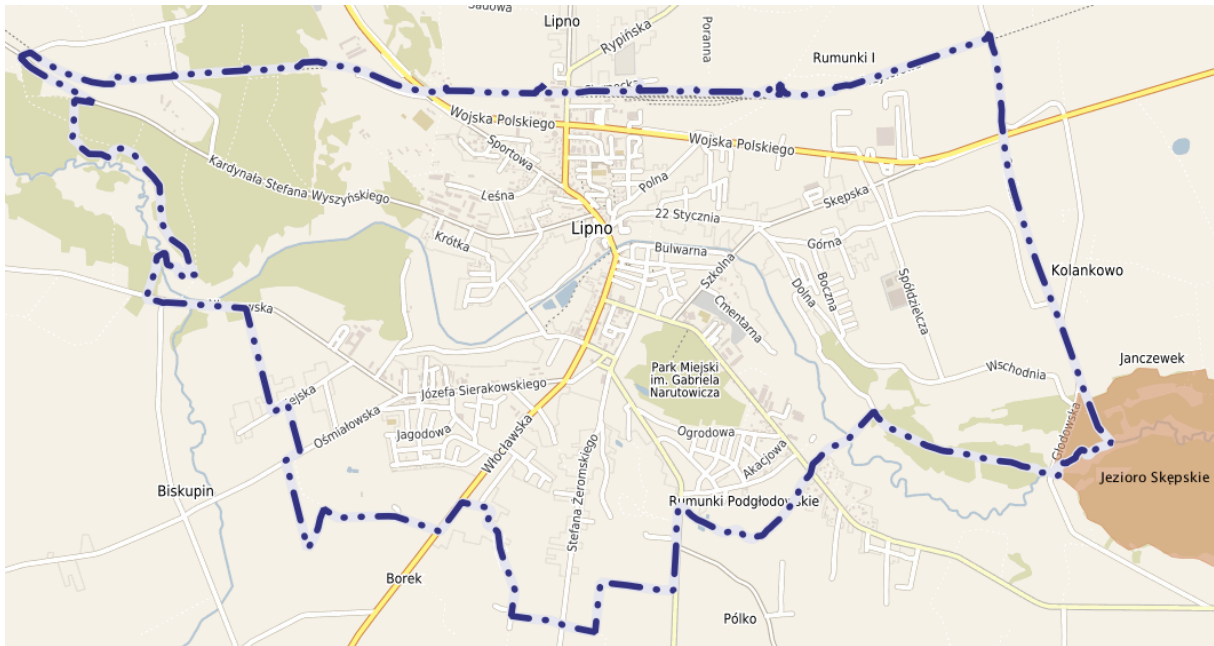 Sadowa
Lipno
Rypińska
Poranna
Rumunki I
Wojska Polskiego
Wojska Polskiego
Sportowa
Kardynała Stefana Wyszyńskiego
Leśna
Polna
Skępska
22 Stycznia
Lipno
Krótka
Bulwarna
Górna
Szkolna
Kolankowo
Dolna
Boczna
Spółdzielcza
Cmentarna
Janczewek
Wschodnia
Park Miejski
im. Gabriela
Narutowicza
Józefa Sierakowskiego
Ośmiałowska
Jagodowa
Włocławska
Ogrodowa
Akacjowa
Głodowska
Stefana Żeromskiego
Jezioro Skępskie
Biskupin
Rumunki Podgłodowskie
Borek
Pólko